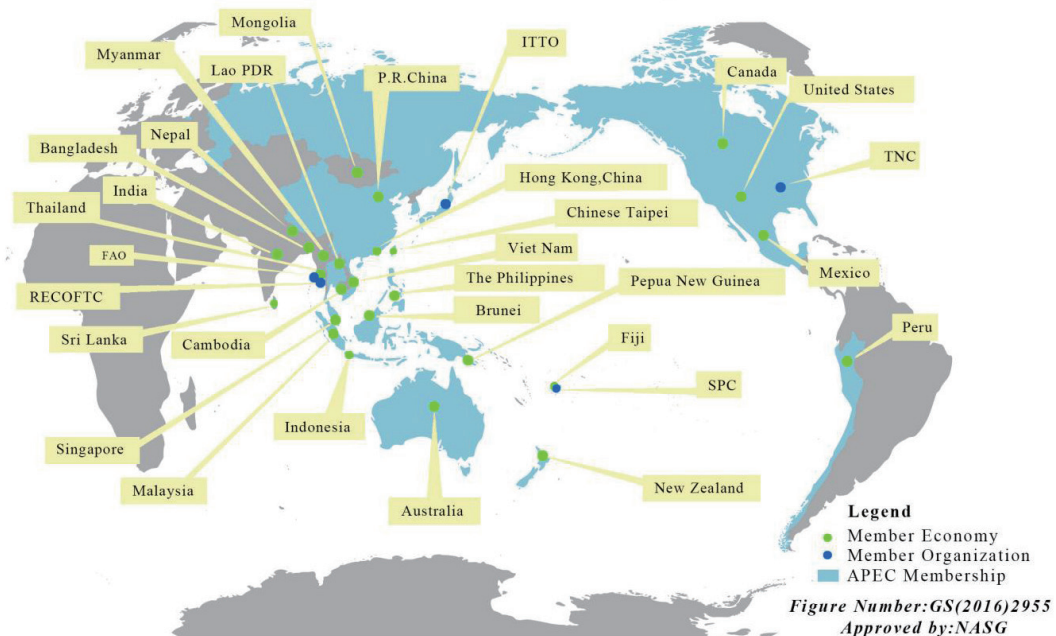 Mongolia
Myanmar
Lao PDR
ITTO
P.R.China
Canada
United States
Nepal
Bangladesh
TNC
Hong Kong,China
India
Chinese Taipei
Thailand
Viet Nam
FAO
The Philippines
Pepua New Guinea
Mexico
RECOFTC
Brunei
Sri Lanka
Cambodia
Fiji
Peru
SPC
Indonesia
Singapore
Malaysia
New Zealand
Australia
Legend
Member Economy
Member Organization
APEC Membership
Figure Number:GS(2016)2955
Approved by:NASG